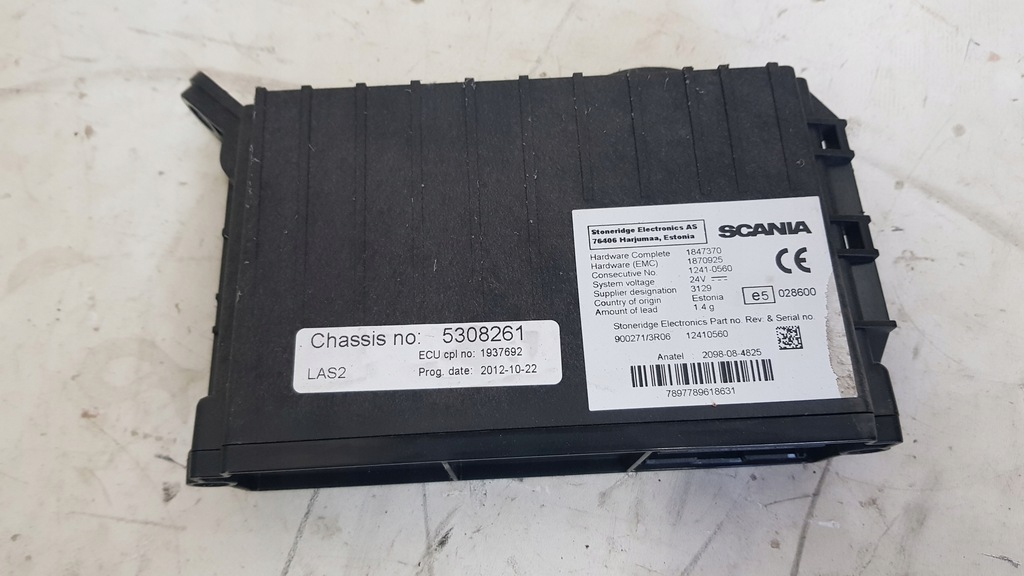 Stoneridge Electronics AS
76406 Harjumaa, Estonia
SCANIA
Hardware Complete 1847370
Hardware (EMC) 1870925
Consecutive No. 1241-0560
System voltage 24V
Supplier designation 3129
Country of origin Estonia
Amount of lead 1.4 g
CE
e5 028600
Stoneridge Electronics Part no. Rev: & Serial no.
900271/3R06 12410560
Anatel 2098-08-4825
7897789618631
Chassis no: 5308261
ECU cpl no: 1937692
LAS2 Prog. date: 2012-10-22